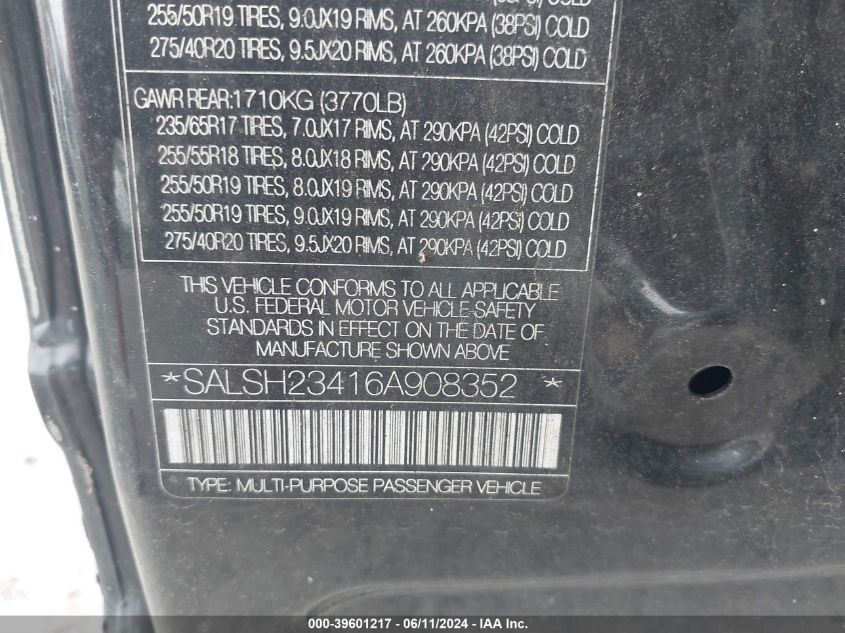 255/50R19 TIRES, 9.0JX19 RIMS, AT 260KPA (38PSI) COLD
275/40R20 TIRES, 9.5JX20 RIMS, AT 260KPA (38PSI) COLD
GAWR REAR:1710KG (3770LB)
235/65R17 TIRES, 7.0JX17 RIMS, AT 290KPA (42PSI) COLD
255/55R18 TIRES, 8.0JX18 RIMS, AT 290KPA (42PSI) COLD
255/50R19 TIRES, 8.0JX19 RIMS, AT 290KPA (42PSI) COLD
255/50R19 TIRES, 9.0JX19 RIMS, AT 290KPA (42PSI) COLD
275/40R20 TIRES, 9.5JX20 RIMS, AT 290KPA (42PSI) COLD
THIS VEHICLE CONFORMS TO ALL APPLICABLE
U.S. FEDERAL MOTOR VEHICLE SAFETY
STANDARDS IN EFFECT ON THE DATE OF
MANUFACTURE SHOWN ABOVE
*SALSH23416A908352 *
TYPE: MULTI-PURPOSE PASSENGER VEHICLE
000-39601217 - 06/11/2024 - IAA Inc.